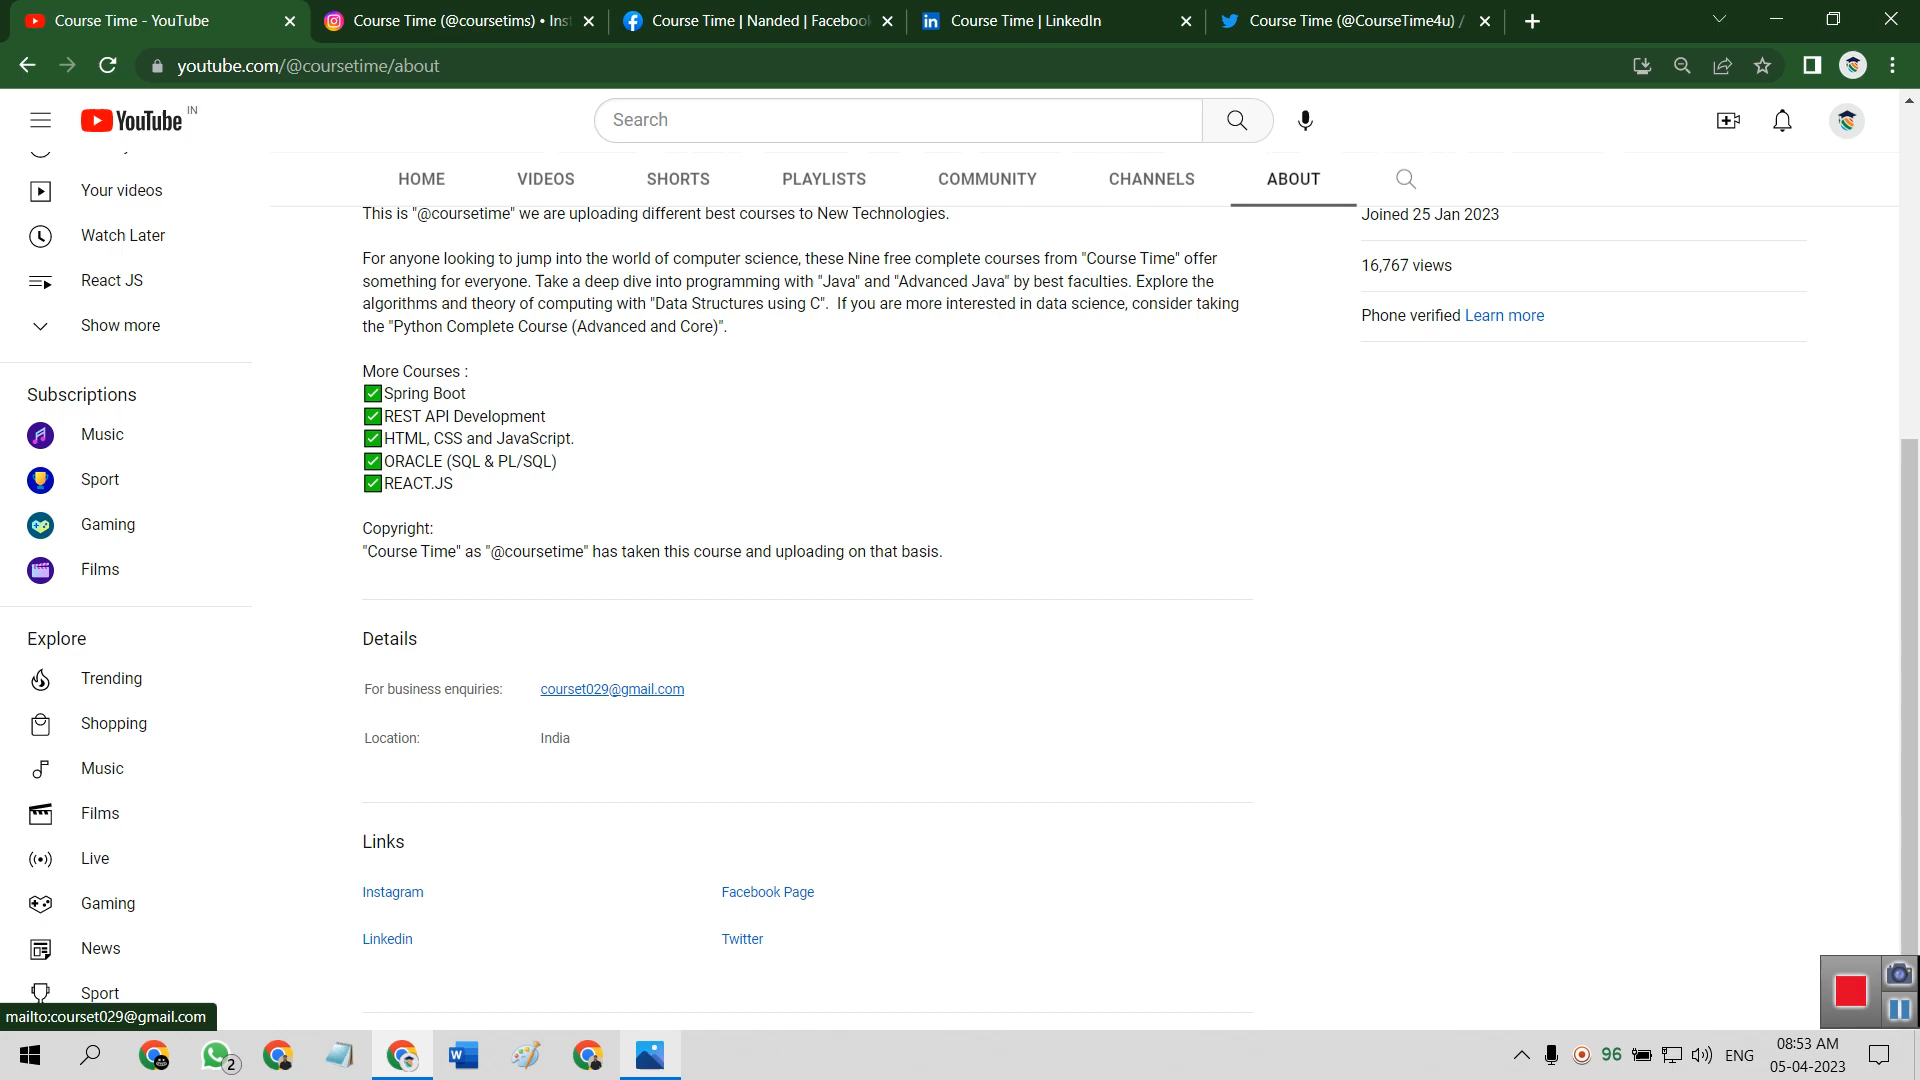 Course Time - YouTube
Course Time (@coursetims) • Ins
Course Time | Nanded | Facebook
Course Time | LinkedIn
Course Time (@CourseTime4u) /
youtube.com/@coursetime/about
YouTube IN
Search
HOME VIDEOS SHORTS PLAYLISTS COMMUNITY CHANNELS ABOUT
Your videos
Watch Later
React JS
Show more
Subscriptions
Music
Sport
Gaming
Films
Explore
Trending
Shopping
Music
Films
Live
Gaming
News
Sport
This is "@coursetime" we are uploading different best courses to New Technologies.
For anyone looking to jump into the world of computer science, these Nine free complete courses from "Course Time" offer
something for everyone. Take a deep dive into programming with "Java" and "Advanced Java" by best faculties. Explore the
algorithms and theory of computing with "Data Structures using C".  If you are more interested in data science, consider taking
the "Python Complete Course (Advanced and Core)".
More Courses :
✅Spring Boot
✅REST API Development
✅HTML, CSS and JavaScript.
✅ORACLE (SQL & PL/SQL)
✅REACT.JS
Copyright:
"Course Time" as "@coursetime" has taken this course and uploading on that basis.
Details
For business enquiries: courset029@gmail.com
Location: India
Links
Instagram Facebook Page
Linkedin Twitter
Joined 25 Jan 2023
16,767 views
Phone verified Learn more
mailto:courset029@gmail.com
2
96
ENG
08:53 AM
05-04-2023